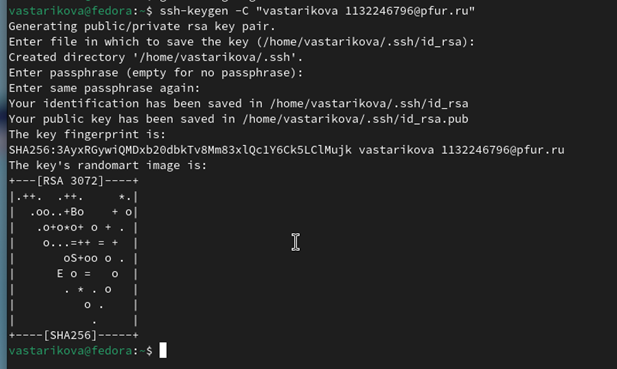 vastarikova@fedora:~$ ssh-keygen -C "vastarikova 1132246796@pfur.ru"
Generating public/private rsa key pair.
Enter file in which to save the key (/home/vastarikova/.ssh/id_rsa):
Created directory '/home/vastarikova/.ssh'.
Enter passphrase (empty for no passphrase):
Enter same passphrase again:
Your identification has been saved in /home/vastarikova/.ssh/id_rsa
Your public key has been saved in /home/vastarikova/.ssh/id_rsa.pub
The key fingerprint is:
SHA256:3AyxRGywiQMDxb20dbkTv8Mm83xlQc1Y6Ck5LClMujk vastarikova 1132246796@pfur.ru
The key's randomart image is:
+---[RSA 3072]----+
|.++.  .++.     *.|
|  .oo..+Bo    + o|
|   .o+o*o+ o + . |
|    o...=++ = +  |
|       oS+oo o . |
|      E o =   o  |
|       . * . o   |
|          o .    |
|           .     |
+----[SHA256]-----+
vastarikova@fedora:~$